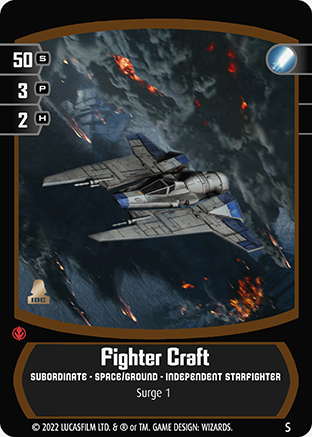 50 S
3 P
2 H
IDC
Fighter Craft
SUBORDINATE - SPACE/GROUND - INDEPENDENT STARFIGHTER
Surge 1
© 2022 LUCASFILM LTD. & ® or TM. GAME DESIGN: WIZARDS.
S